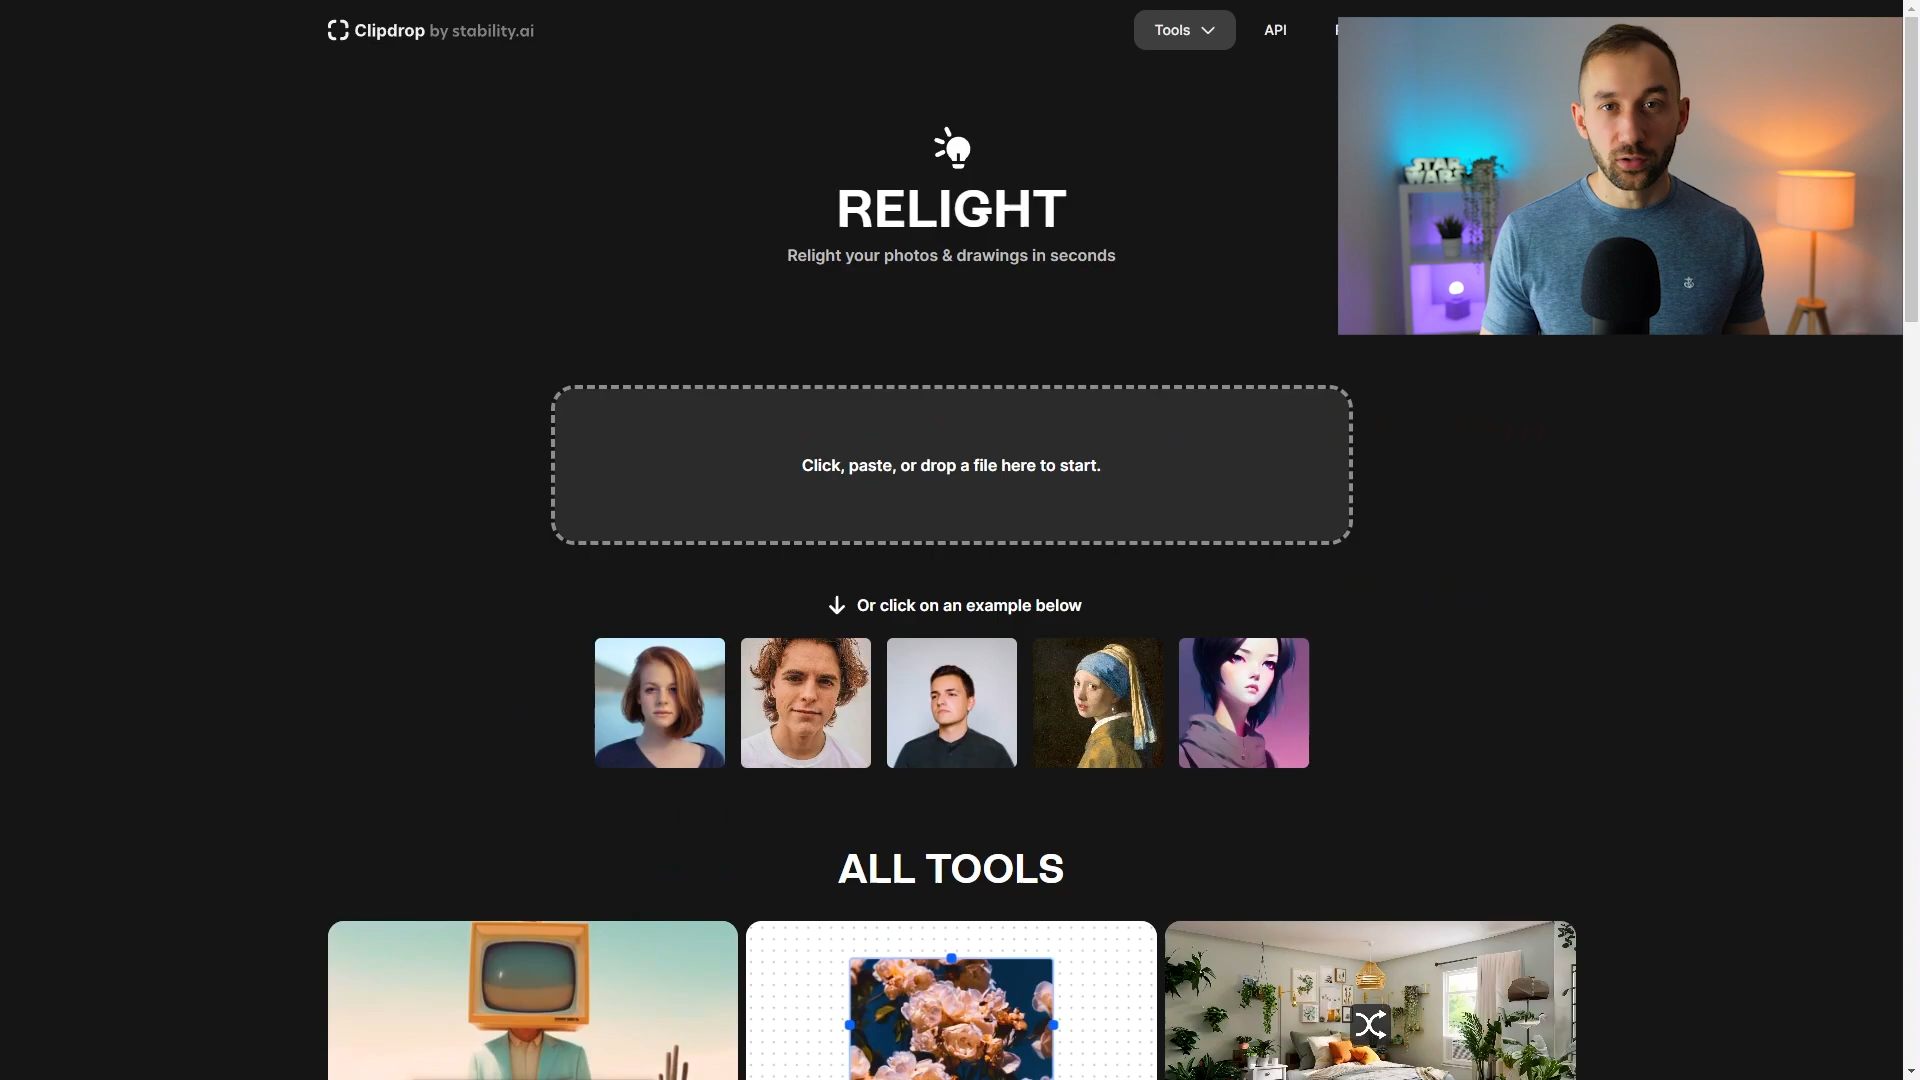 Clipdrop by stability.ai
Tools
API
STAR
WARS
RELIGHT
Relight your photos & drawings in seconds
Click, paste, or drop a file here to start.
Or click on an example below
ALL TOOLS